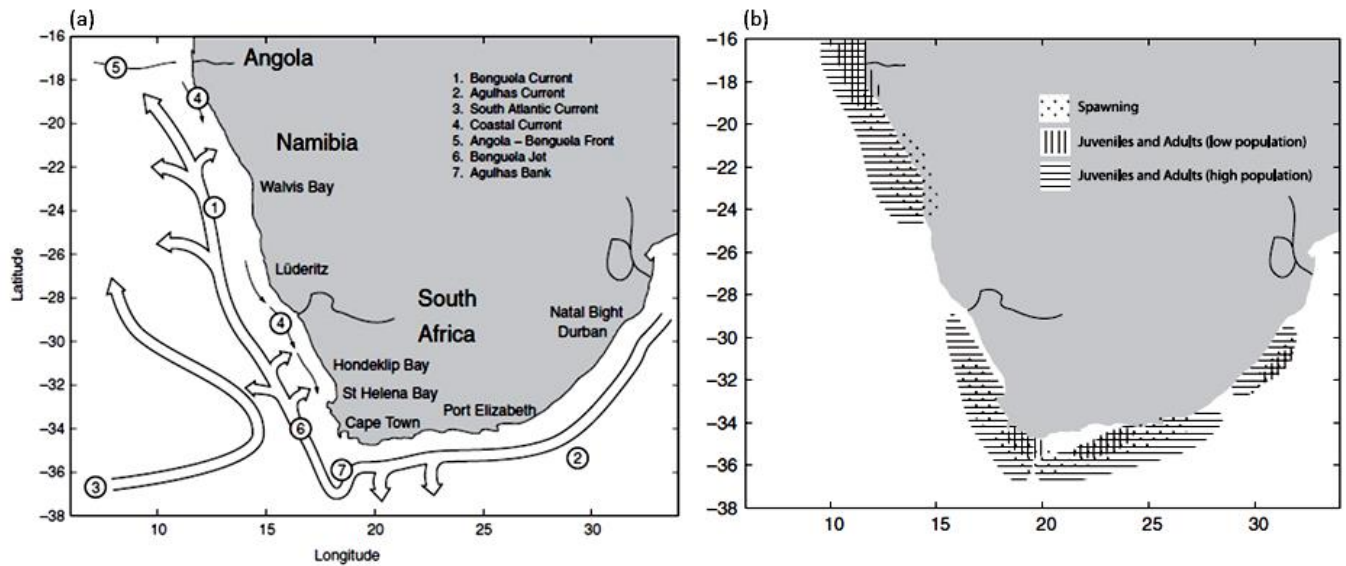 (a)
−16
−18
−20
−22
−24
−26
−28
−30
−32
−34
−36
−38
Latitude
10
15
20
25
30
Longitude
Angola
Namibia
Walvis Bay
Lüderitz
South
Africa
Natal Bight
Durban
Hondeklip Bay
St Helena Bay
Port Elizabeth
Cape Town
1. Benguela Current
2. Agulhas Current
3. South Atlantic Current
4. Coastal Current
5. Angola – Benguela Front
6. Benguela Jet
7. Agulhas Bank
5
4
1
4
6
7
2
3
(b)
−16
−18
−20
−22
−24
−26
−28
−30
−32
−34
−36
−38
10
15
20
25
30
Spawning
Juveniles and Adults (low population)
Juveniles and Adults (high population)